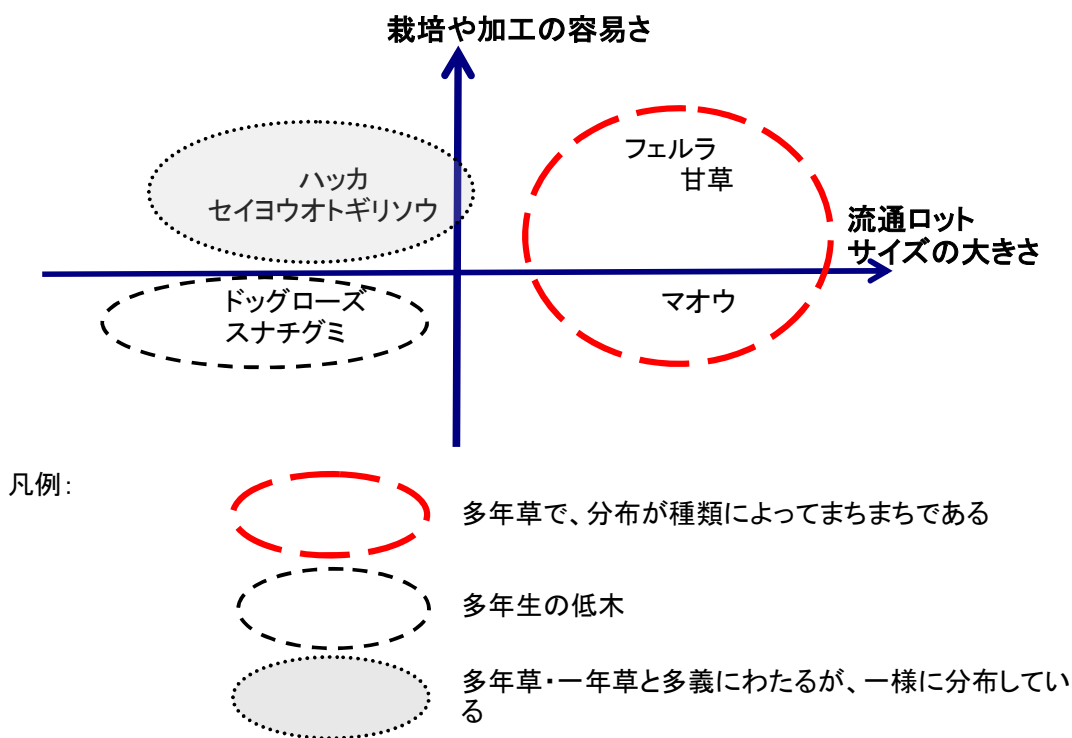 栽培や加工の容易さ
フェルラ
甘草
ハッカ
セイヨウオトギリソウ
流通ロット
サイズの大きさ
ドッグローズ
スナチグミ
マオウ
凡例：
多年草で、分布が種類によってまちまちである
多年生の低木
多年草・一年草と多義にわたるが、一様に分布してい
る